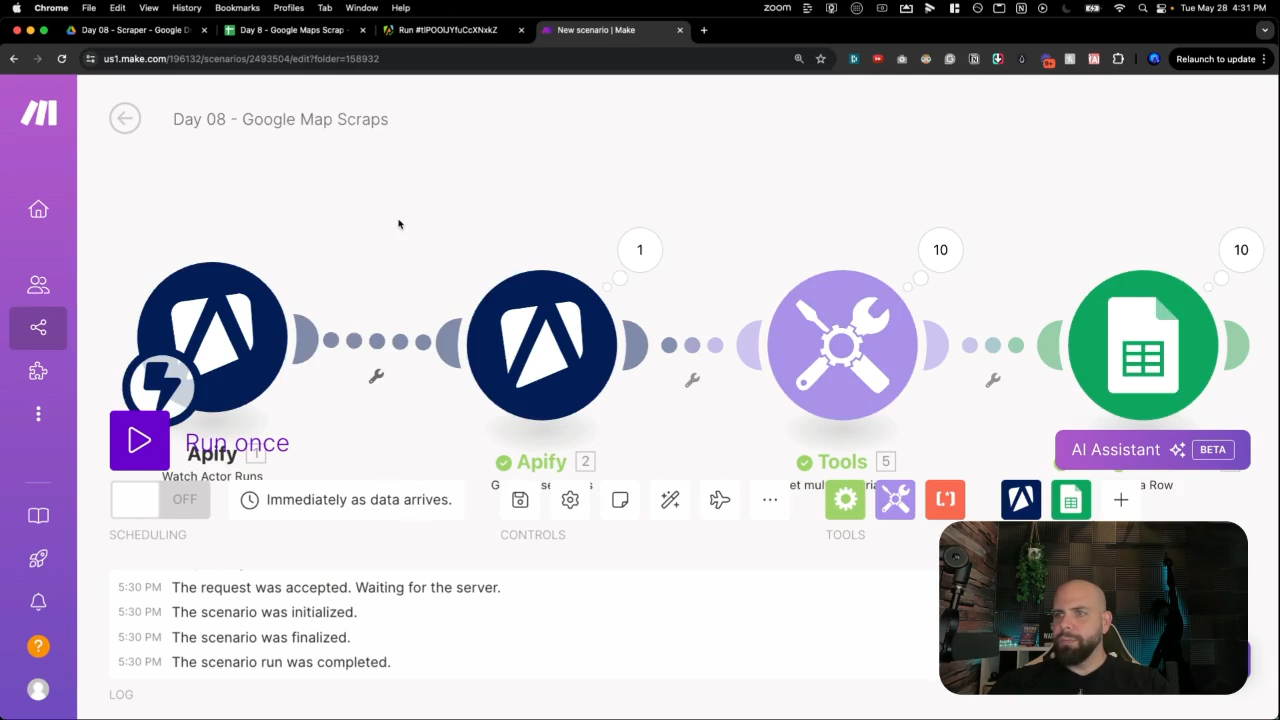 Chrome File Edit View History Bookmarks Profiles Tab Window Help
zoom Tue May 28 4:31 PM
Day 08 - Scraper - Google D
Day 8 - Google Maps Scrap
Run #tIPOOIJYfuCcXNxkZ
New scenario | Make
us1.make.com/196132/scenarios/2493504/edit?folder=158932
9+
Relaunch to update
Day 08 - Google Map Scraps
1
10
10
Run once
Apify 1
Watch Actor Runs
Apify 2
Tools 5
AI Assistant BETA
a Row
OFF
Immediately as data arrives.
SCHEDULING
CONTROLS
TOOLS
5:30 PM The request was accepted. Waiting for the server.
5:30 PM The scenario was initialized.
5:30 PM The scenario was finalized.
5:30 PM The scenario run was completed.
LOG